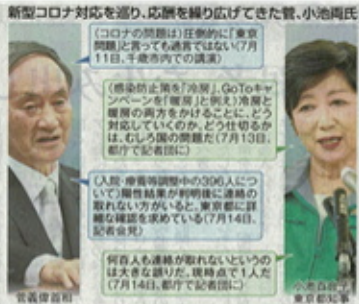 新型コロナ対応を巡り、応酬を繰り広げてきた菅、小池両氏
(コロナの問題は)圧倒的に「東京
問題」と言っても過言ではない(7月
11日、千歳市内での講演)
(感染防止策を「冷房」、GoToキャ
ンペーンを「暖房」と例え)冷房と
暖房の両方をかけることに、どう
対応していくのか、どう仕切るか
は、むしろ国の問題だ(7月13日、
都庁で記者団に)
(入院・療養等調整中の396人につ
いて)陽性結果が判明後に連絡の
取れない方がいると、東京都に詳
細な確認を求めている(7月14日、
記者会見)
何百人も連絡が取れないというの
は大きな誤りだ。現時点で1人だ
(7月14日、都庁で記者団に)
菅義偉首相
小池百合子
東京都知事